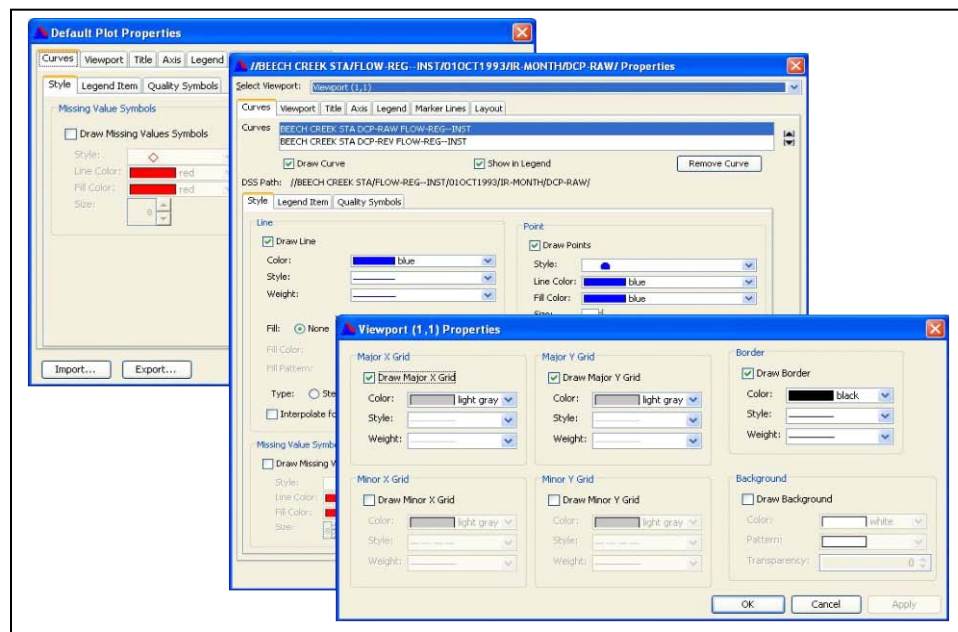 Default Plot Properties
Curves Viewport Title Axis Legend
Style Legend Item Quality Symbols
Missing Value Symbols
Draw Missing Values Symbols
Style:
Line Color: red
Fill Color: red
Size: 8
Import... Export...
//BEECH CREEK STA/FLOW-REG--INST/01OCT1993/IR-MONTH/DCP-RAW/ Properties
Select Viewport: Viewport (1,1)
Curves Viewport Title Axis Legend Marker Lines Layout
Curves BEECH CREEK STA DCP-RAW FLOW-REG--INST
BEECH CREEK STA DCP-REV FLOW-REG--INST
Draw Curve Show in Legend Remove Curve
DSS Path: //BEECH CREEK STA/FLOW-REG--INST/01OCT1993/IR-MONTH/DCP-RAW/
Style Legend Item Quality Symbols
Line
Draw Line
Color: blue
Style:
Weight:
Fill: None
Fill Color:
Fill Pattern:
Type: Ste
Interpolate fo
Missing Value Symbo
Draw Missing V
Style:
Line Color:
Fill Color:
Size:
Point
Draw Points
Style:
Line Color: blue
Fill Color: blue
Size:
Viewport (1,1) Properties
Major X Grid
Draw Major X Grid
Color: light gray
Style:
Weight:
Major Y Grid
Draw Major Y Grid
Color: light gray
Style:
Weight:
Border
Draw Border
Color: black
Style:
Weight:
Minor X Grid
Draw Minor X Grid
Color: light gray
Style:
Weight:
Minor Y Grid
Draw Minor Y Grid
Color: light gray
Style:
Weight:
Background
Draw Background
Color: white
Pattern:
Transparency: 0
OK Cancel Apply